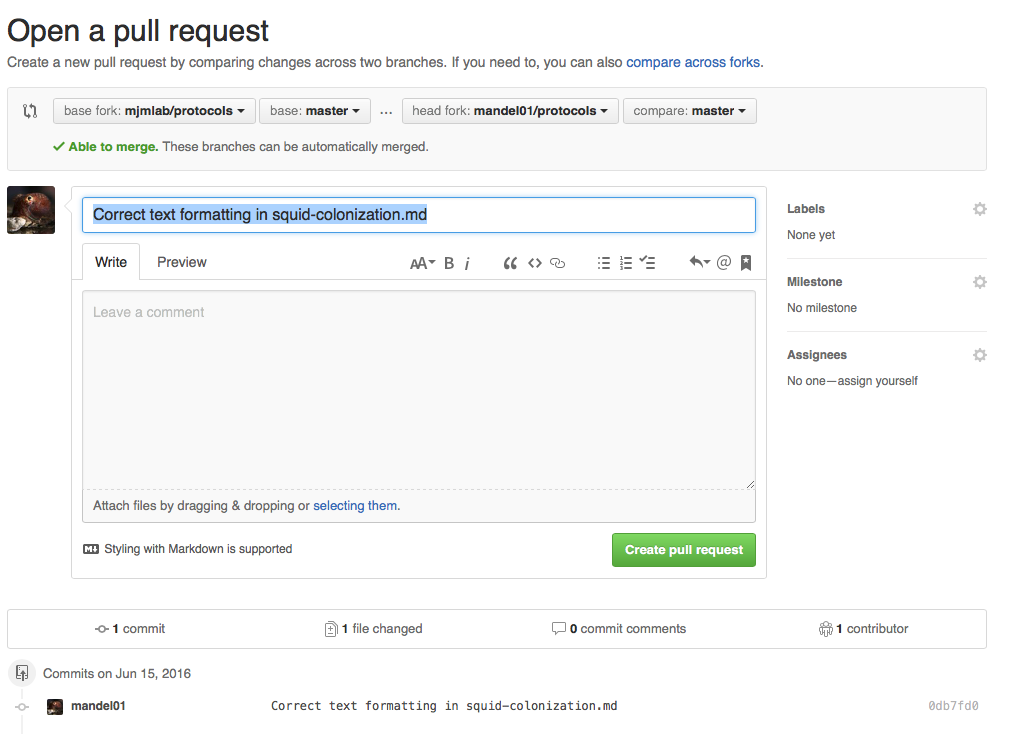 Open a pull request
Create a new pull request by comparing changes across two branches. If you need to, you can also compare across forks.
base fork: mjmlab/protocols base: master ... head fork: mandel01/protocols compare: master
Able to merge. These branches can be automatically merged.
Correct text formatting in squid-colonization.md
Labels
None yet
Write Preview AA B i @
Milestone
No milestone
Leave a comment
Assignees
No one—assign yourself
Attach files by dragging & dropping or selecting them.
Styling with Markdown is supported
Create pull request
1 commit 1 file changed 0 commit comments 1 contributor
Commits on Jun 15, 2016
mandel01 Correct text formatting in squid-colonization.md 0db7fd0